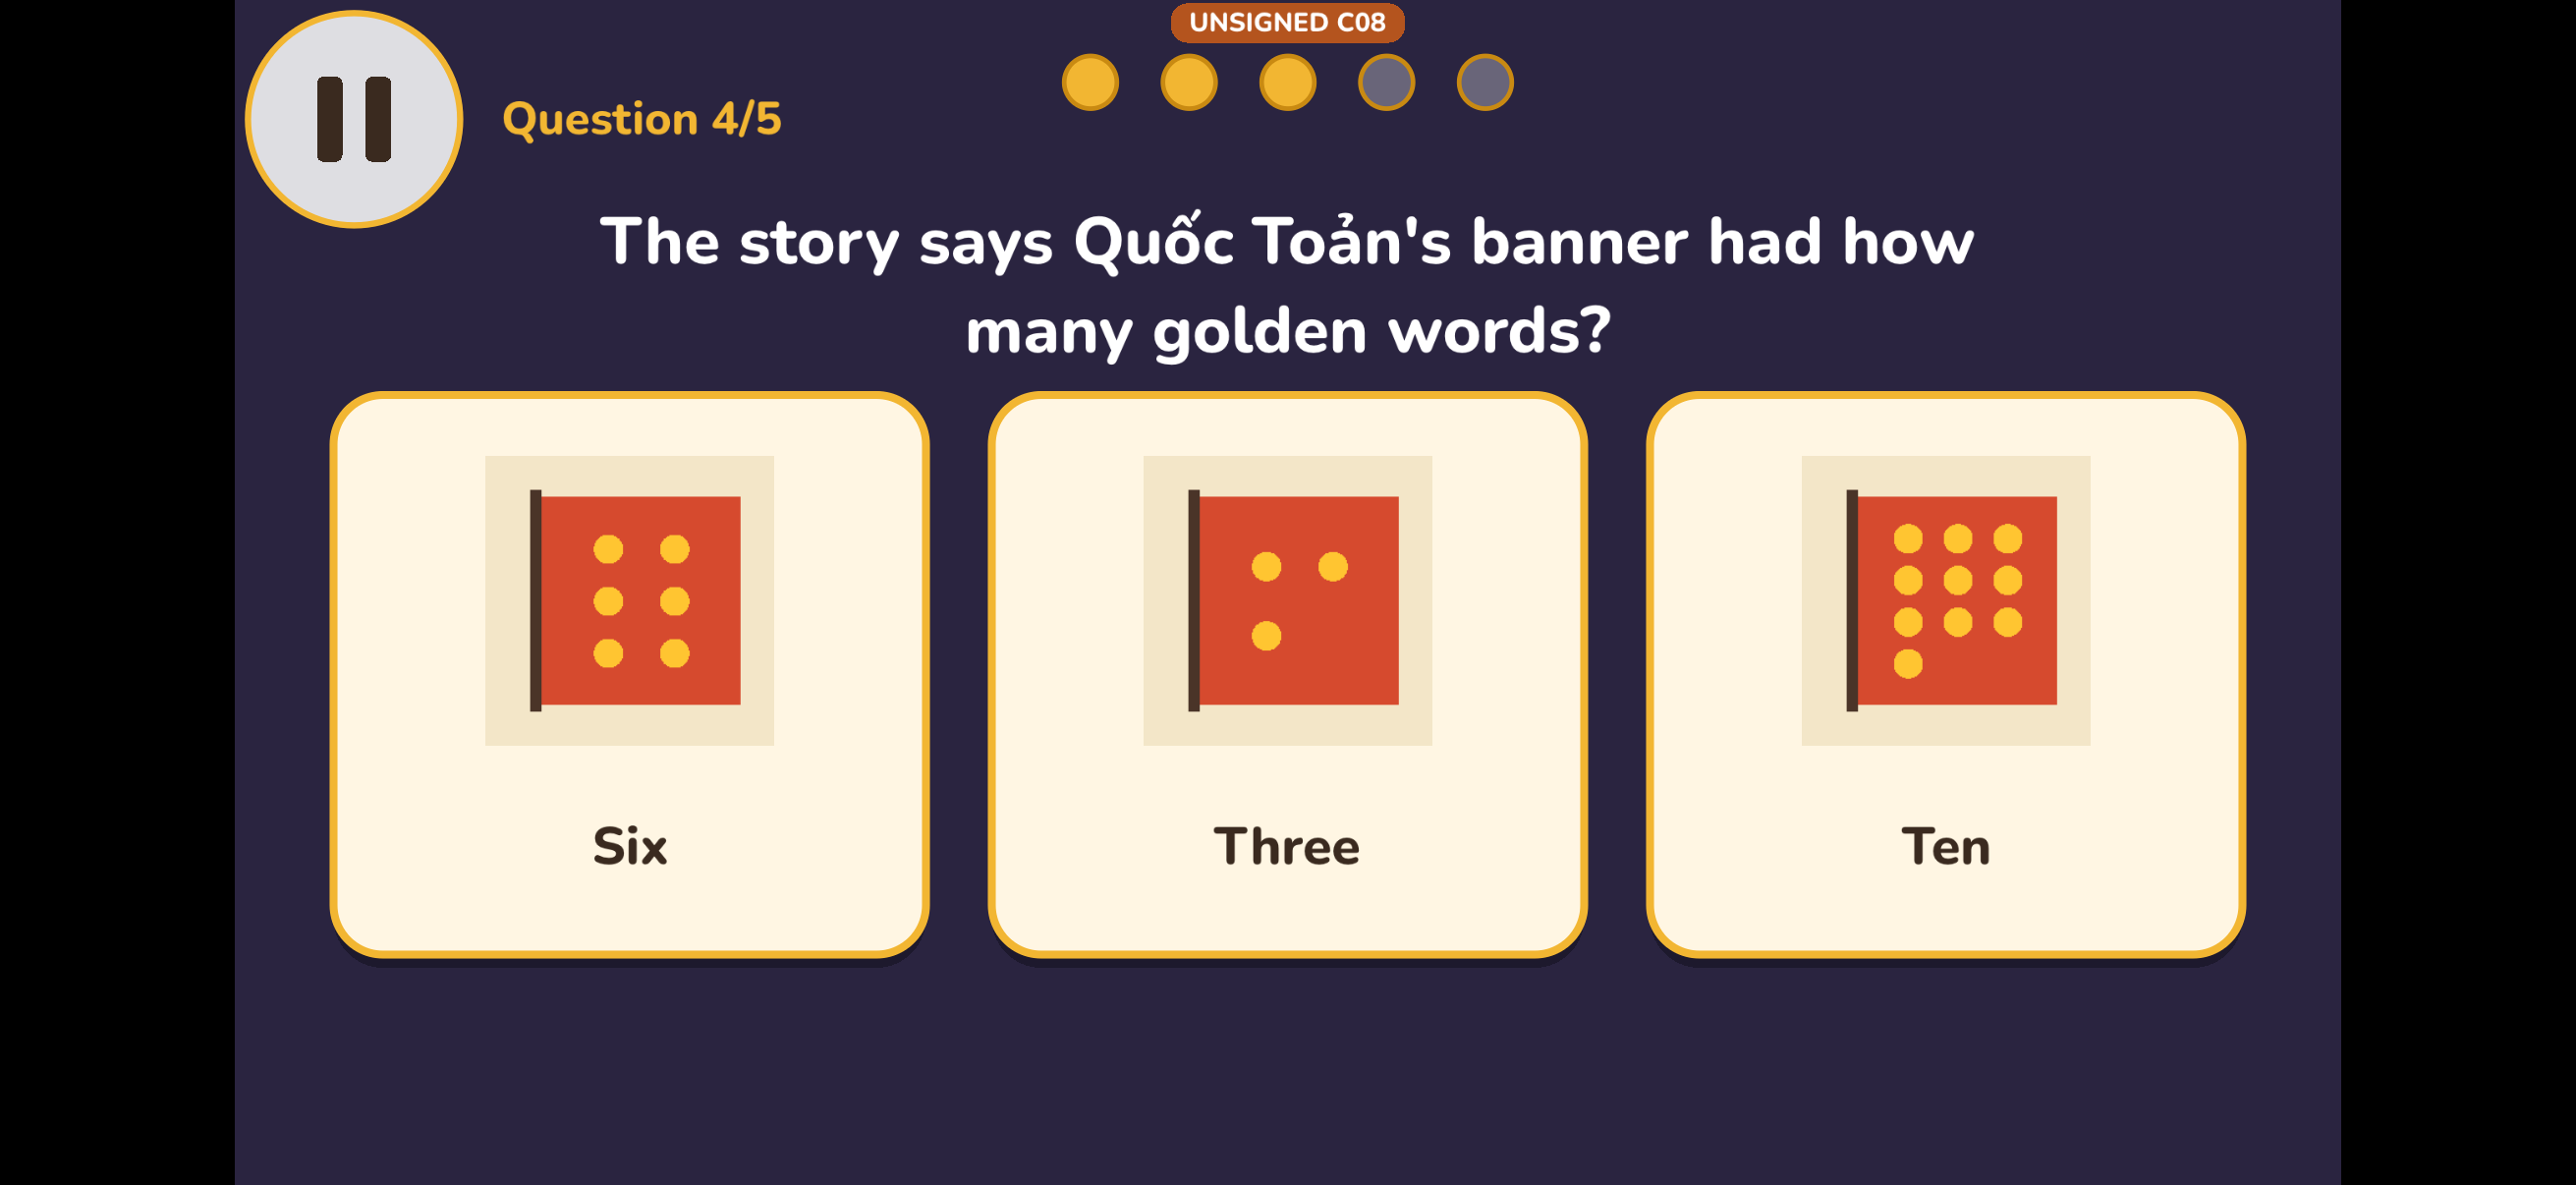 UNSIGNED C08
Question 4/5
The story says Quốc Toản's banner had how
many golden words?
Six
Three
Ten